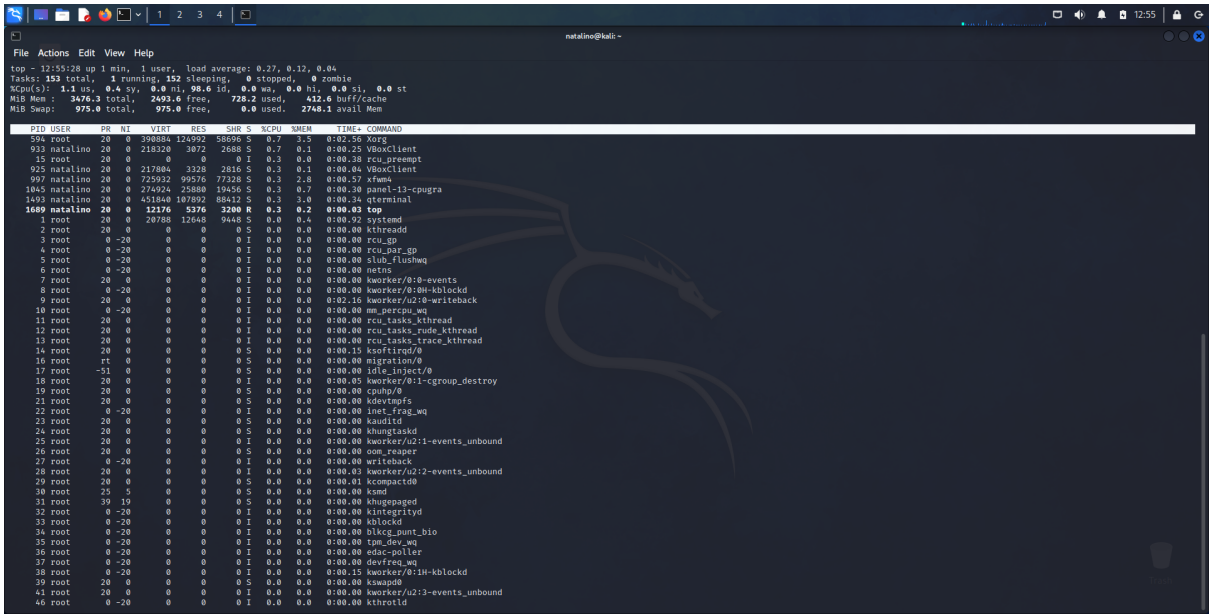 1 2 3 4
12:55
natalino@kali: ~
File Actions Edit View Help
top - 12:55:28 up 1 min, 1 user, load average: 0.27, 0.12, 0.04
Tasks: 153 total, 1 running, 152 sleeping, 0 stopped, 0 zombie
%Cpu(s): 1.1 us, 0.4 sy, 0.0 ni, 98.6 id, 0.0 wa, 0.0 hi, 0.0 si, 0.0 st
MiB Mem : 3476.3 total, 2493.6 free, 728.2 used, 412.6 buff/cache
MiB Swap: 975.0 total, 975.0 free, 0.0 used. 2748.1 avail Mem
PID USER PR NI VIRT RES SHR S %CPU %MEM TIME+ COMMAND
594 root 20 0 390884 124992 58696 S 0.7 3.5 0:02.56 Xorg
933 natalino 20 0 218320 3072 2688 S 0.7 0.1 0:00.25 VBoxClient
15 root 20 0 0 0 0 I 0.3 0.0 0:00.38 rcu_preempt
925 natalino 20 0 217804 3328 2816 S 0.3 0.1 0:00.04 VBoxClient
997 natalino 20 0 725932 99576 77328 S 0.3 2.8 0:00.57 xfwm4
1045 natalino 20 0 274924 25880 19456 S 0.3 0.7 0:00.30 panel-13-cpugra
1493 natalino 20 0 451840 107892 88412 S 0.3 3.0 0:00.34 qterminal
1689 natalino 20 0 12176 5376 3200 R 0.3 0.2 0:00.03 top
1 root 20 0 20788 12648 9448 S 0.0 0.4 0:00.92 systemd
2 root 20 0 0 0 0 S 0.0 0.0 0:00.00 kthreadd
3 root 0 -20 0 0 0 I 0.0 0.0 0:00.00 rcu_gp
4 root 0 -20 0 0 0 I 0.0 0.0 0:00.00 rcu_par_gp
5 root 0 -20 0 0 0 I 0.0 0.0 0:00.00 slub_flushwq
6 root 0 -20 0 0 0 I 0.0 0.0 0:00.00 netns
7 root 20 0 0 0 0 I 0.0 0.0 0:00.00 kworker/0:0-events
8 root 0 -20 0 0 0 I 0.0 0.0 0:00.00 kworker/0:0H-kblockd
9 root 20 0 0 0 0 I 0.0 0.0 0:02.16 kworker/u2:0-writeback
10 root 0 -20 0 0 0 I 0.0 0.0 0:00.00 mm_percpu_wq
11 root 20 0 0 0 0 I 0.0 0.0 0:00.00 rcu_tasks_kthread
12 root 20 0 0 0 0 I 0.0 0.0 0:00.00 rcu_tasks_rude_kthread
13 root 20 0 0 0 0 I 0.0 0.0 0:00.00 rcu_tasks_trace_kthread
14 root 20 0 0 0 0 S 0.0 0.0 0:00.15 ksoftirqd/0
16 root rt 0 0 0 0 S 0.0 0.0 0:00.00 migration/0
17 root -51 0 0 0 0 S 0.0 0.0 0:00.00 idle_inject/0
18 root 20 0 0 0 0 I 0.0 0.0 0:00.05 kworker/0:1-cgroup_destroy
19 root 20 0 0 0 0 S 0.0 0.0 0:00.00 cpuhp/0
21 root 20 0 0 0 0 S 0.0 0.0 0:00.00 kdevtmpfs
22 root 0 -20 0 0 0 I 0.0 0.0 0:00.00 inet_frag_wq
23 root 20 0 0 0 0 S 0.0 0.0 0:00.00 kauditd
24 root 20 0 0 0 0 S 0.0 0.0 0:00.00 khungtaskd
25 root 20 0 0 0 0 I 0.0 0.0 0:00.00 kworker/u2:1-events_unbound
26 root 20 0 0 0 0 S 0.0 0.0 0:00.00 oom_reaper
27 root 0 -20 0 0 0 I 0.0 0.0 0:00.00 writeback
28 root 20 0 0 0 0 I 0.0 0.0 0:00.03 kworker/u2:2-events_unbound
29 root 20 0 0 0 0 S 0.0 0.0 0:00.01 kcompactd0
30 root 25 5 0 0 0 S 0.0 0.0 0:00.00 ksmd
31 root 39 19 0 0 0 S 0.0 0.0 0:00.00 khugepaged
32 root 0 -20 0 0 0 I 0.0 0.0 0:00.00 kintegrityd
33 root 0 -20 0 0 0 I 0.0 0.0 0:00.00 kblockd
34 root 0 -20 0 0 0 I 0.0 0.0 0:00.00 blkcg_punt_bio
35 root 0 -20 0 0 0 I 0.0 0.0 0:00.00 tpm_dev_wq
36 root 0 -20 0 0 0 I 0.0 0.0 0:00.00 edac-poller
37 root 0 -20 0 0 0 I 0.0 0.0 0:00.00 devfreq_wq
38 root 0 -20 0 0 0 I 0.0 0.0 0:00.15 kworker/0:1H-kblockd
39 root 20 0 0 0 0 S 0.0 0.0 0:00.00 kswapd0
41 root 20 0 0 0 0 I 0.0 0.0 0:00.00 kworker/u2:3-events_unbound
46 root 0 -20 0 0 0 I 0.0 0.0 0:00.00 kthrotld
Trash